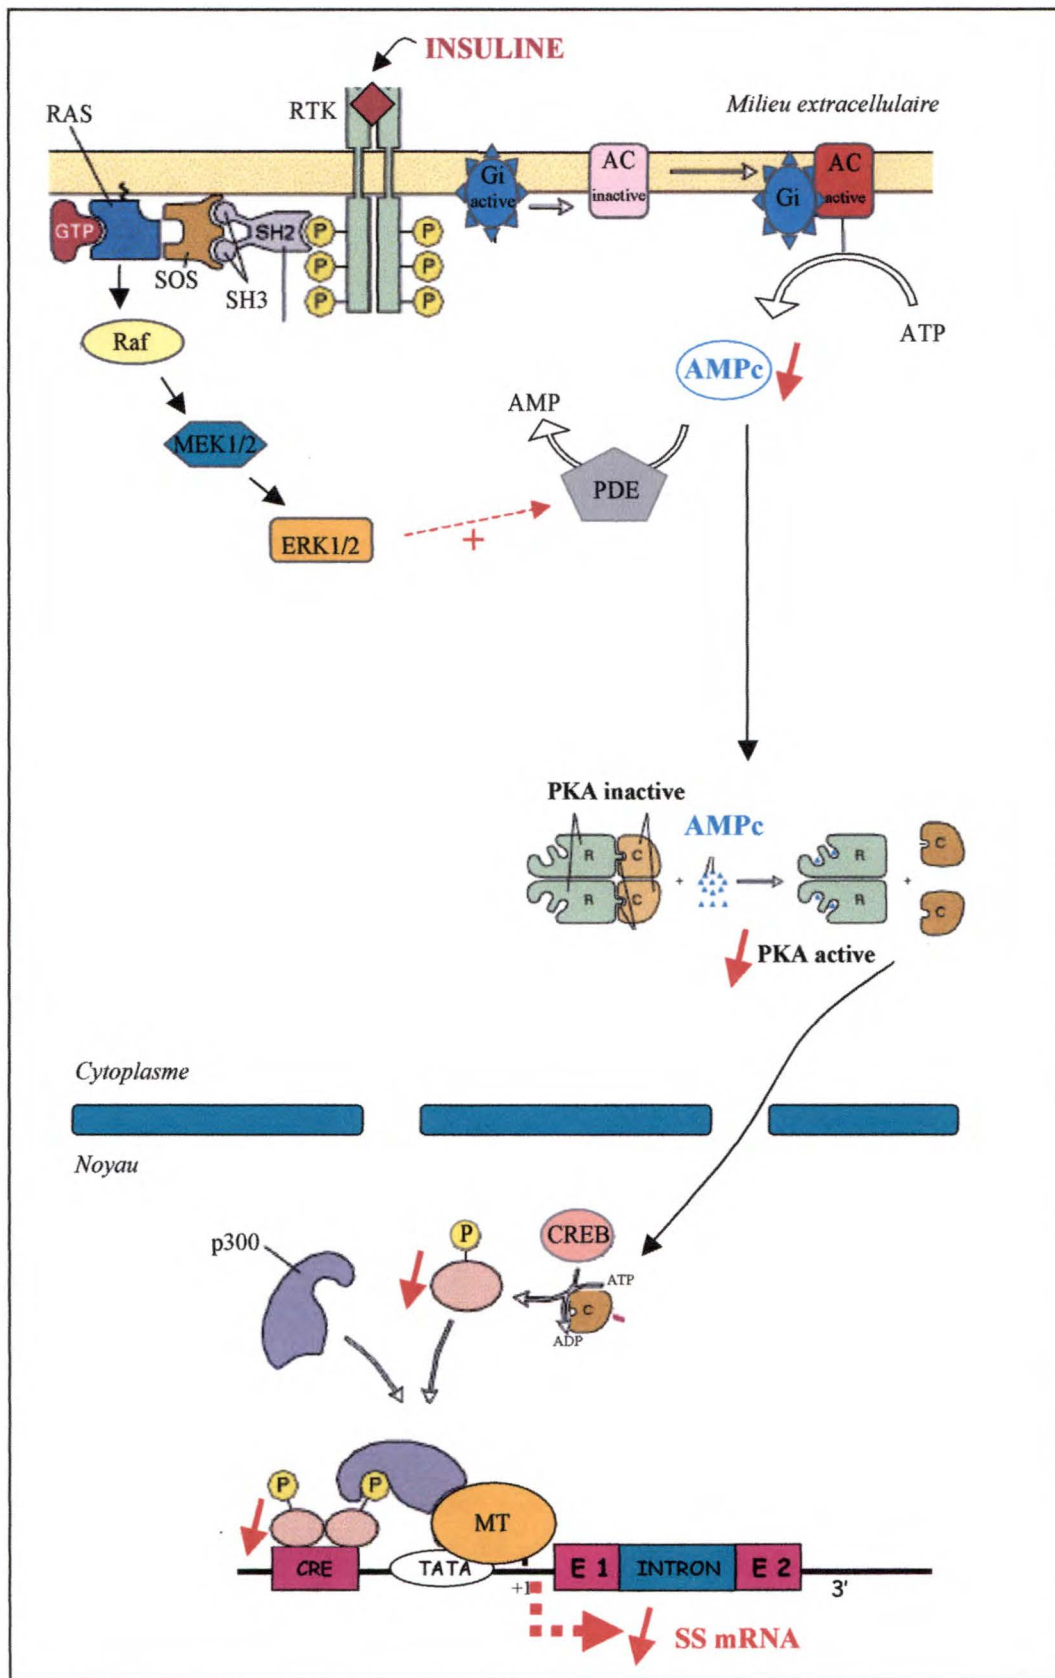 INSULINE
RAS
RTK
Milieu extracellulaire
Gi
active
AC
inactive
Gi
AC
active
GTP
SH2
P
P
SOS
SH3
P
P
P
P
Raf
ATP
AMPc
AMP
MEK1/2
PDE
ERK1/2
+
PKA inactive
AMPc
R
C
R
C
+
R
C
+
R
C
PKA active
Cytoplasme
Noyau
p300
P
CREB
ATP
C
ADP
P
P
MT
CRE
TATA
+1
E 1
INTRON
E 2
3'
SS mRNA